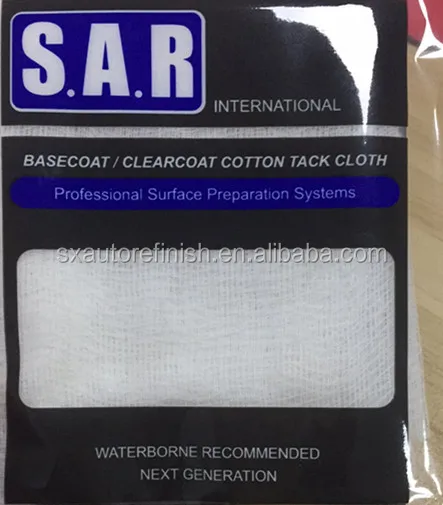 S.A.R
INTERNATIONAL
BASECOAT / CLEARCOAT COTTON TACK CLOTH
Professional Surface Preparation Systems
sxautorefinish.en.alibaba.com
WATERBORNE RECOMMENDED
NEXT GENERATION